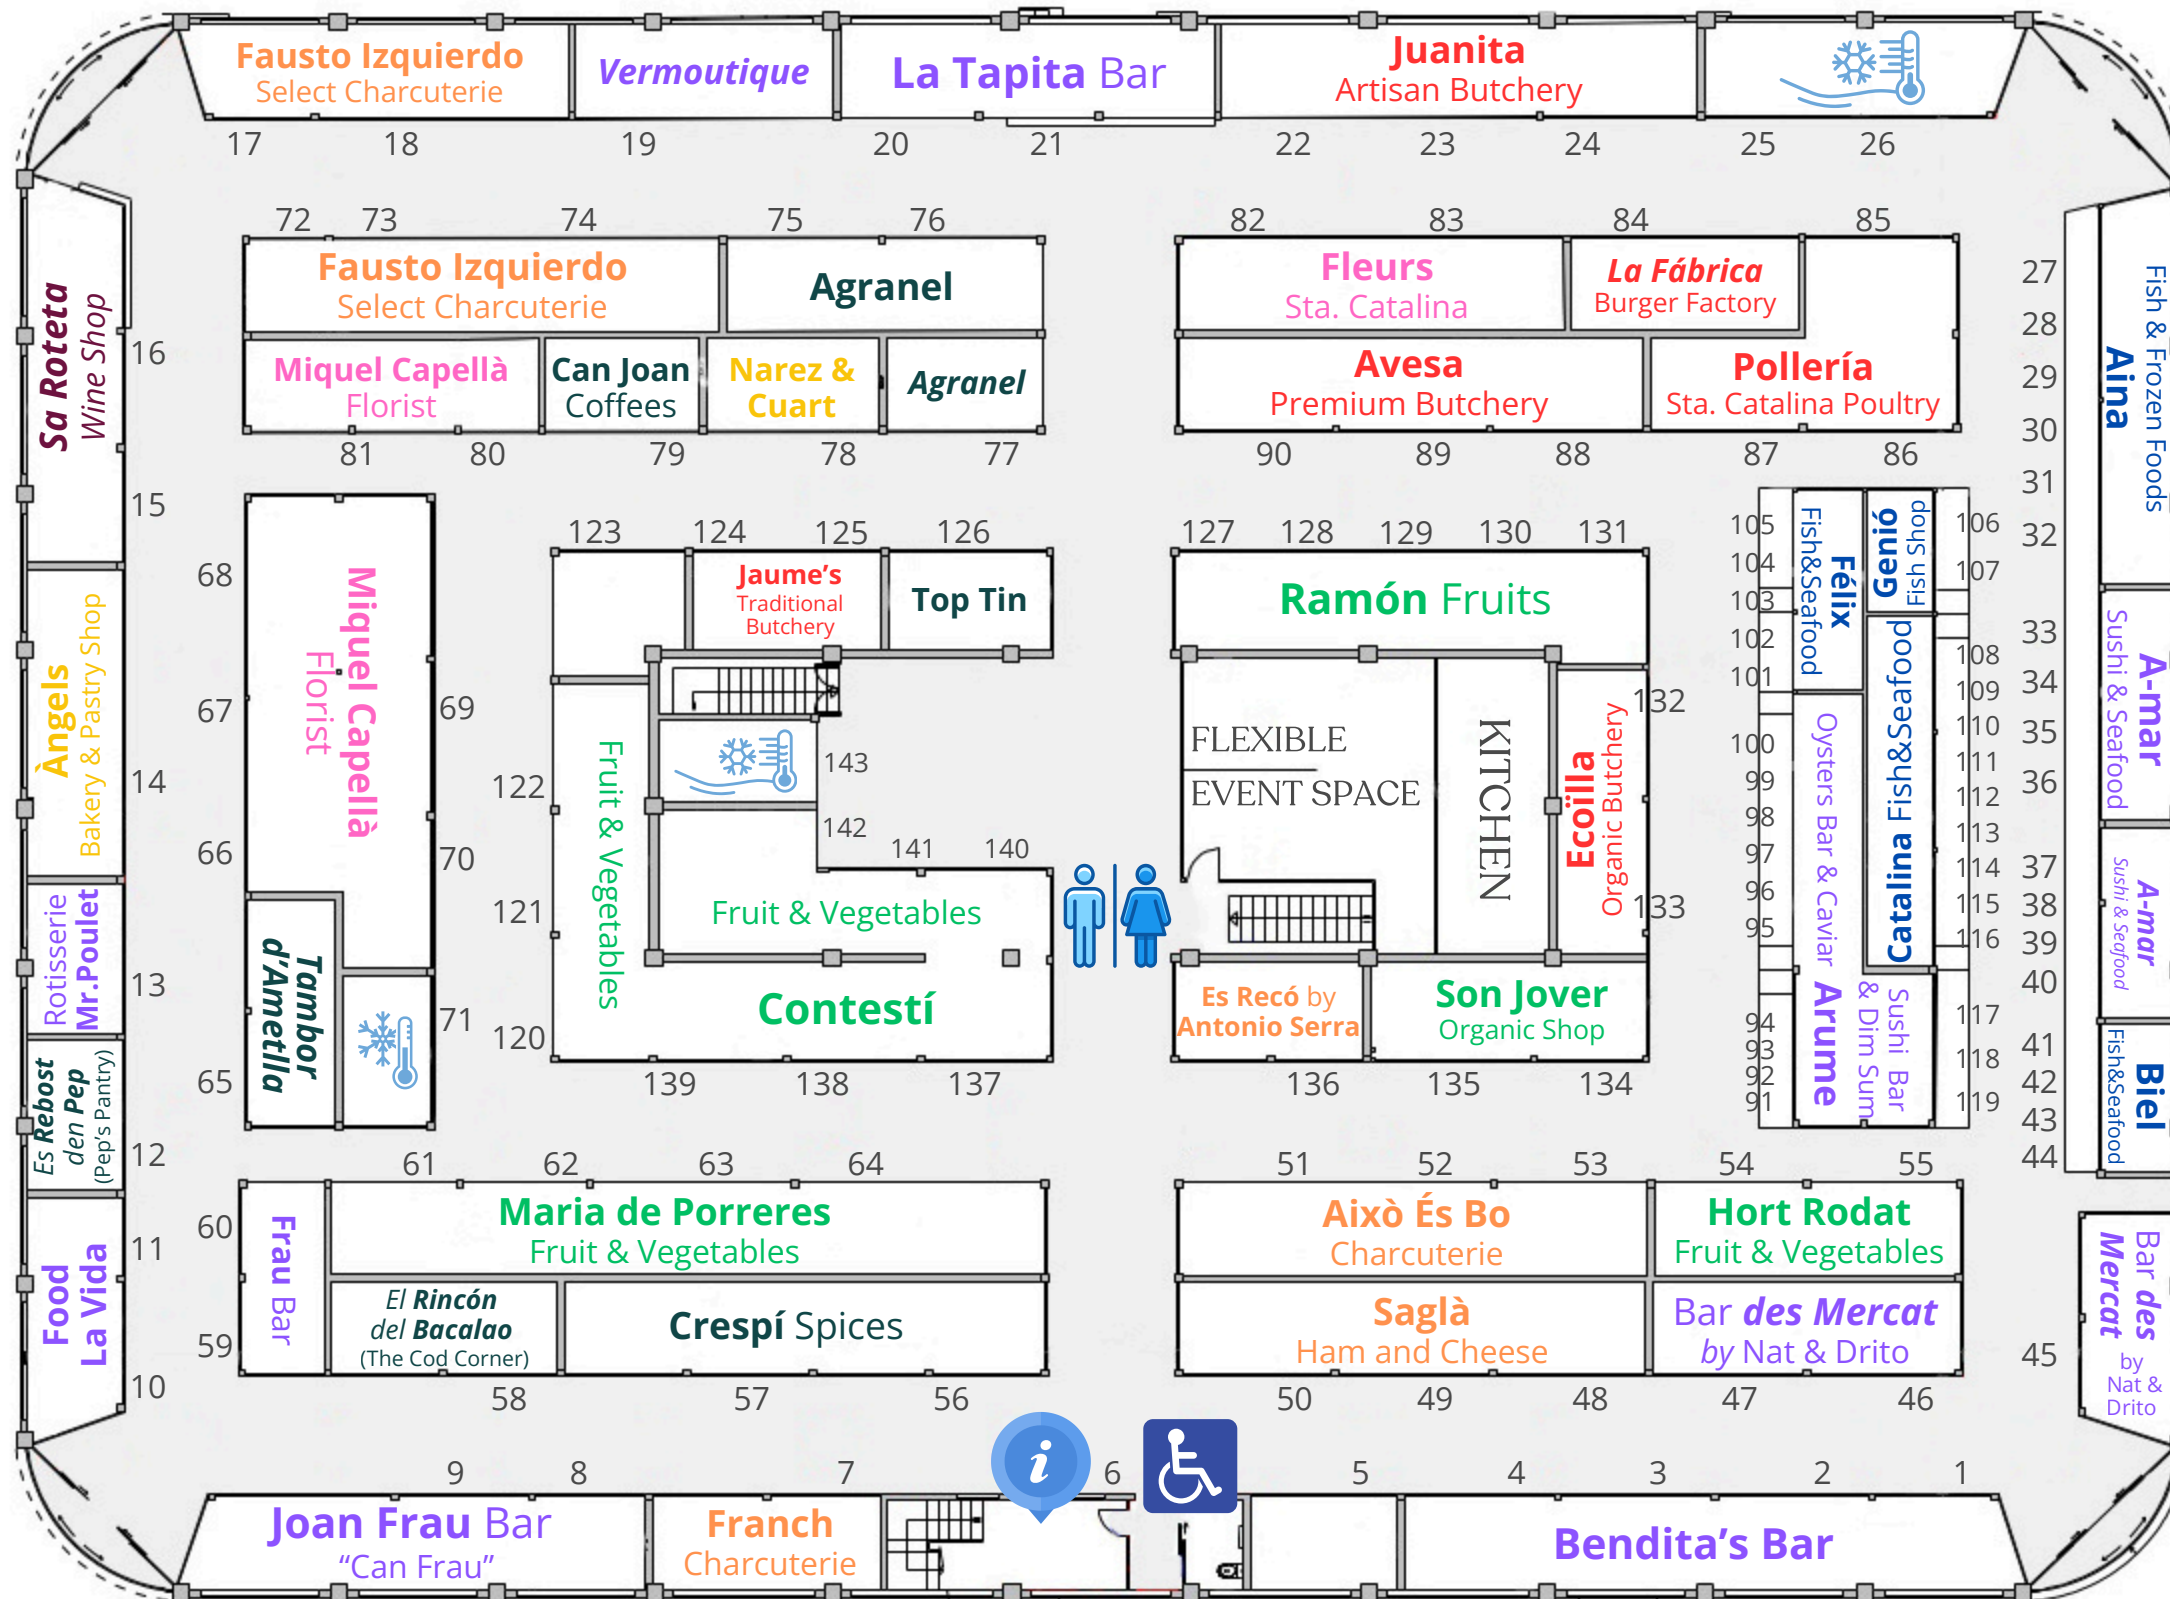 Fausto Izquierdo
Select Charcuterie
Vermoutique
La Tapita Bar
Juanita
Artisan Butchery
17 18 19 20 21 22 23 24 25 26
72 73 74 75 76
82 83 84 85
Fausto Izquierdo
Select Charcuterie
Agranel
Miquel Capellà
Florist
Can Joan
Coffees
Narez &
Cuart
Agranel
81 80 79 78 77
Fleurs
Sta. Catalina
La Fábrica
Burger Factory
Avesa
Premium Butchery
Pollería
Sta. Catalina Poultry
90 89 88 87 86
Sa Roteta
Wine Shop
16
15
Àngels
Bakery & Pastry Shop
14
Rotisserie
Mr.Poulet
13
Es Rebost
den Pep
(Pep's Pantry)
12
Food
La Vida
11
10
68
67
66
65
Miquel Capellà
Florist
69
70
71
Tambor
d'Ametlla
123 124 125 126
Jaume's
Traditional
Butchery
Top Tin
122
121
120
Fruit & Vegetables
143
142
141 140
Fruit & Vegetables
Contestí
139 138 137
127 128 129 130 131
Ramón Fruits
FLEXIBLE
EVENT SPACE
KITCHEN
Ecoïlla
Organic Butchery
132
133
Es Recó by
Antonio Serra
Son Jover
Organic Shop
136 135 134
105
104
103
102
101
100
99
98
97
96
95
94
93
92
91
Félix
Fish&Seafood
Genió
Fish Shop
Oysters Bar & Caviar
Catalina Fish&Seafood
Arume
Sushi Bar
& Dim Sum
106
107
108
109
110
111
112
113
114
115
116
117
118
119
27
28
29
30
31
32
33
34
35
36
37
38
39
40
41
42
43
44
45
Fish & Frozen Foods
Aina
A-mar
Sushi & Seafood
A-mar
Sushi & Seafood
Biel
Fish&Seafood
Bar des
Mercat
by
Nat &
Drito
61 62 63 64
60
59
Frau Bar
Maria de Porreres
Fruit & Vegetables
El Rincón
del Bacalao
(The Cod Corner)
Crespí Spices
58 57 56
51 52 53 54 55
Això És Bo
Charcuterie
Hort Rodat
Fruit & Vegetables
Saglà
Ham and Cheese
Bar des Mercat
by Nat & Drito
50 49 48 47 46
9 8 7 6 5 4 3 2 1
i
Joan Frau Bar
“Can Frau”
Franch
Charcuterie
Bendita's Bar